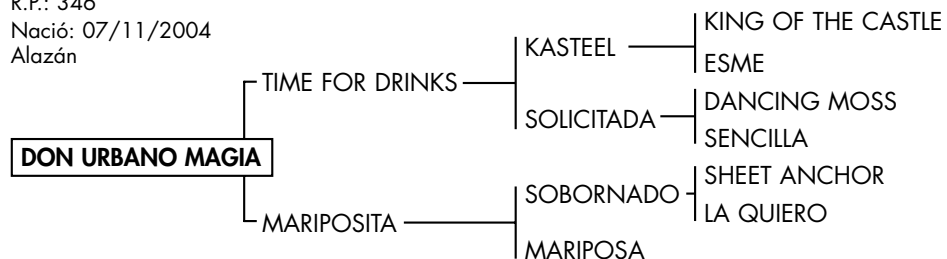 R.P.: 346
Nació: 07/11/2004
Alazán
KING OF THE CASTLE
KASTEEL
ESME
TIME FOR DRINKS
DANCING MOSS
SOLICITADA
SENCILLA
DON URBANO MAGIA
SHEET ANCHOR
SOBORNADO
LA QUIERO
MARIPOSITA
MARIPOSA